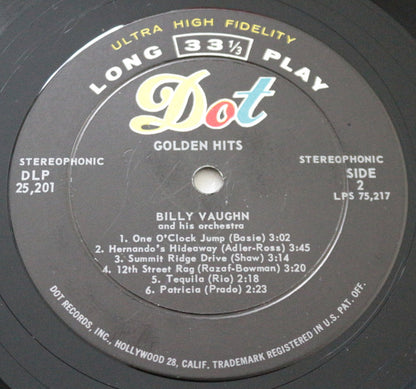 ULTRA HIGH FIDELITY
LONG 33 1/3 PLAY
Dot
GOLDEN HITS
STEREOPHONIC
DLP
25,201
STEREOPHONIC
SIDE
2
LPS 75,217
BILLY VAUGHN
and his orchestra
1. One O'Clock Jump (Basie) 3:02
2. Hernando's Hideaway (Adler-Ross) 3:45
3. Summit Ridge Drive (Shaw) 3:14
4. 12th Street Rag (Razof-Bowman) 3:20
5. Tequila (Rio) 2:18
6. Patricia (Prado) 2:23
DOT RECORDS, INC., HOLLYWOOD 28, CALIF. TRADEMARK REGISTERED IN U.S. PAT. OFF.